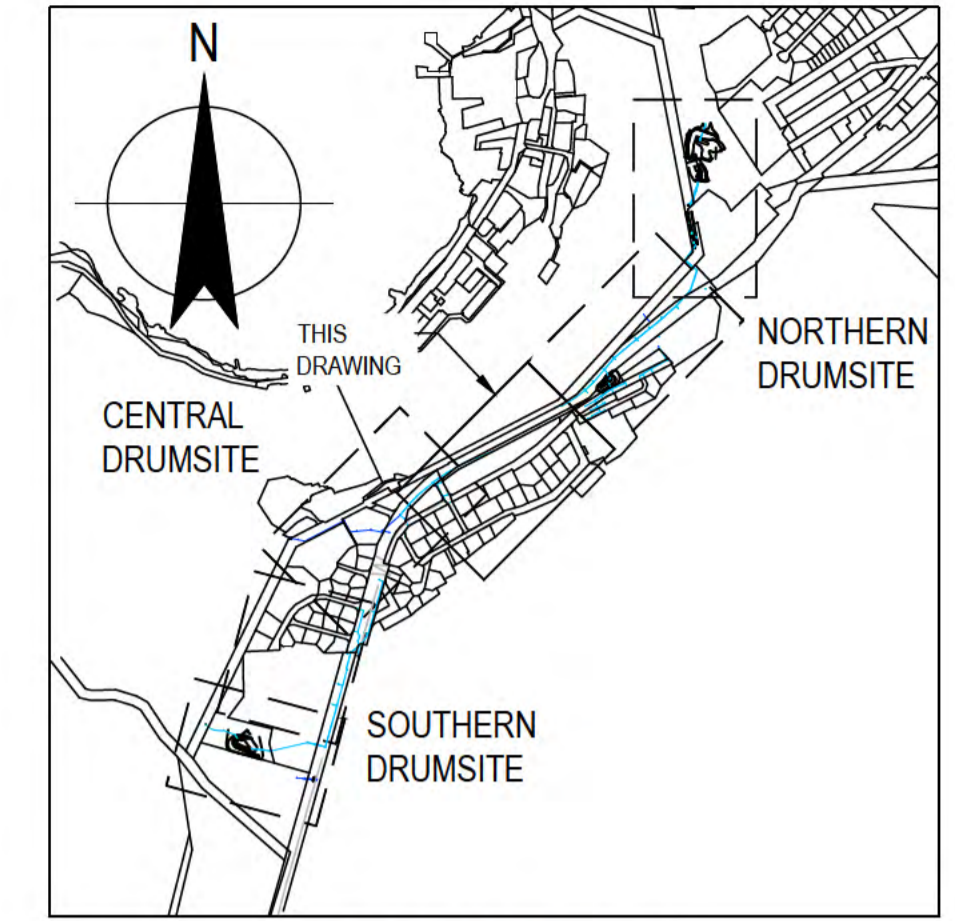 N
THIS
DRAWING
NORTHERN
DRUMSITE
CENTRAL
DRUMSITE
SOUTHERN
DRUMSITE